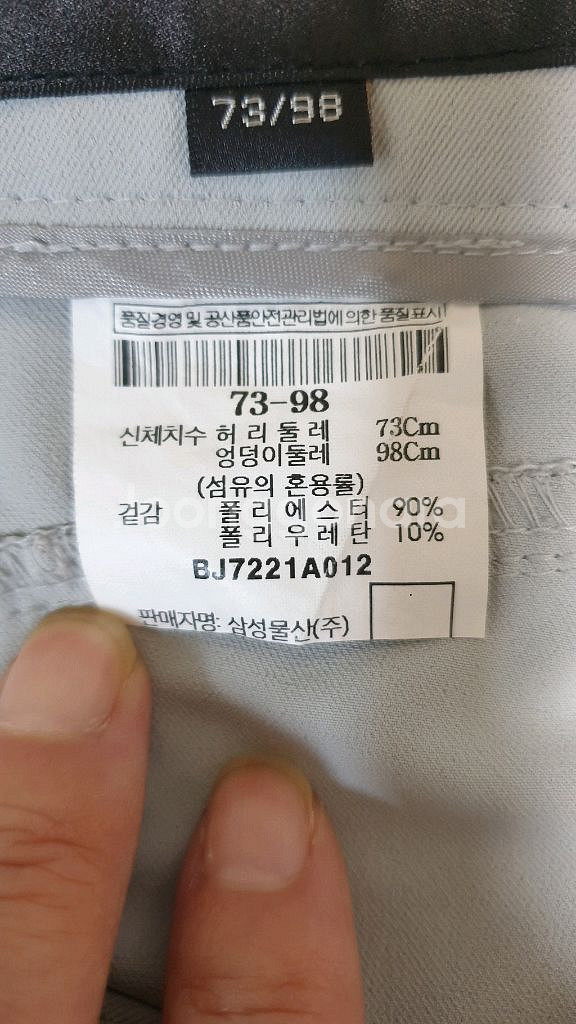 73/98
품질경영 및 공산품안전관리법에 의한 품질표시
73-98
신체치수 허 리 둘 레 73Cm
엉덩이둘레 98Cm
(섬유의 혼용률)
겉감 폴 리 에 스 터 90%
폴 리 우 레 탄 10%
BJ7221A012
판매자명: 삼성물산(주)